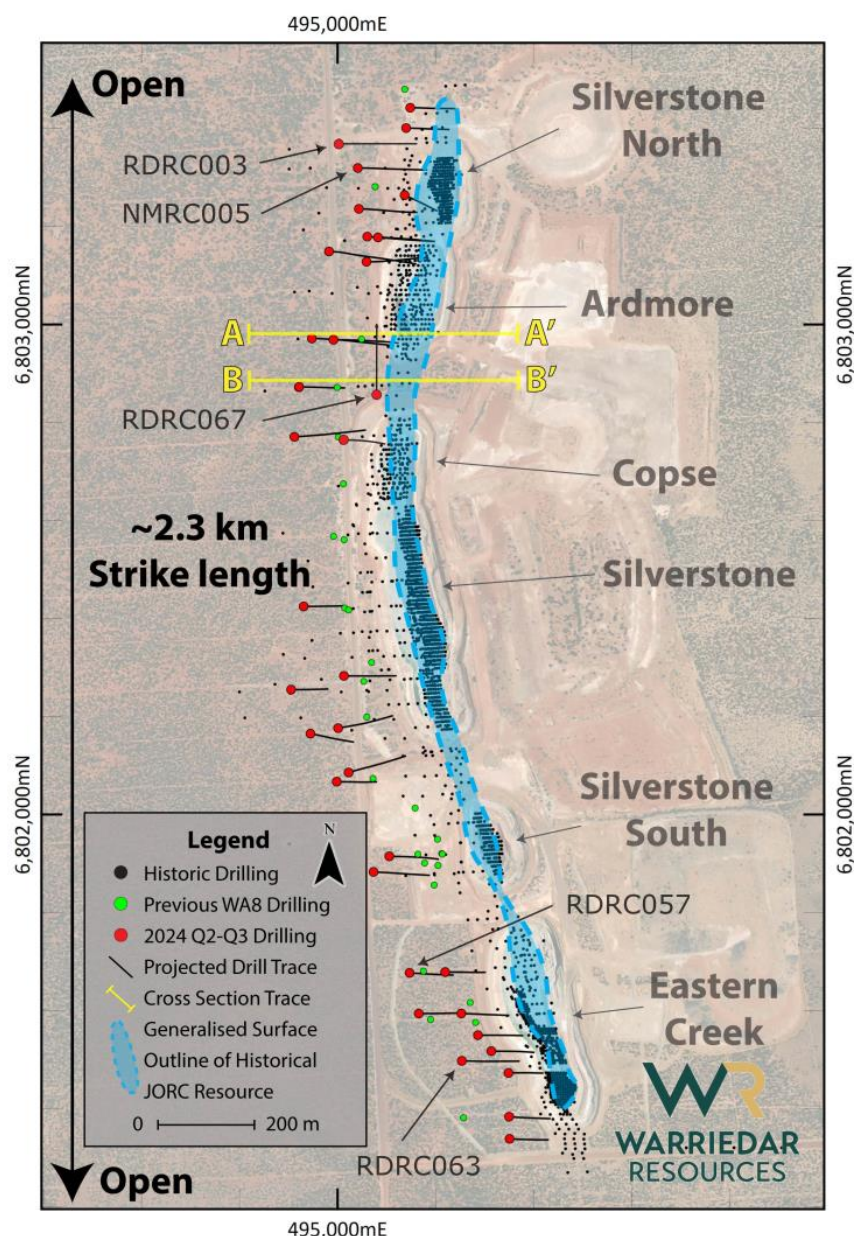 495,000mE
Open
Silverstone
North
RDRC003
NMRC005
Ardmore
6,803,000mN
6,803,000mN
A
A'
B
B'
RDRC067
Copse
~2.3 km
Strike length
Silverstone
Silverstone
South
6,802,000mN
6,802,000mN
Legend
N
Historic Drilling
Previous WA8 Drilling
2024 Q2-Q3 Drilling
Projected Drill Trace
Cross Section Trace
Generalised Surface
Outline of Historical
JORC Resource
0 200 m
RDRC057
Eastern
Creek
RDRC063
WR
WARRIEDAR
RESOURCES
Open
495,000mE